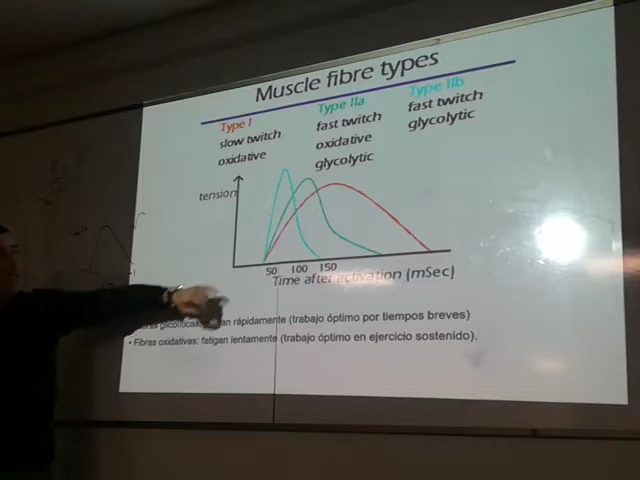 Muscle fibre types
Type I
slow twitch
oxidative
Type IIa
fast twitch
oxidative
glycolytic
Type IIb
fast twitch
glycolytic
tension
50 100 150
Time after activation (mSec)
rápidamente (trabajo óptimo por tiempos breves)
• Fibras oxidativas: fatigan lentamente (trabajo óptimo en ejercicio sostenido).